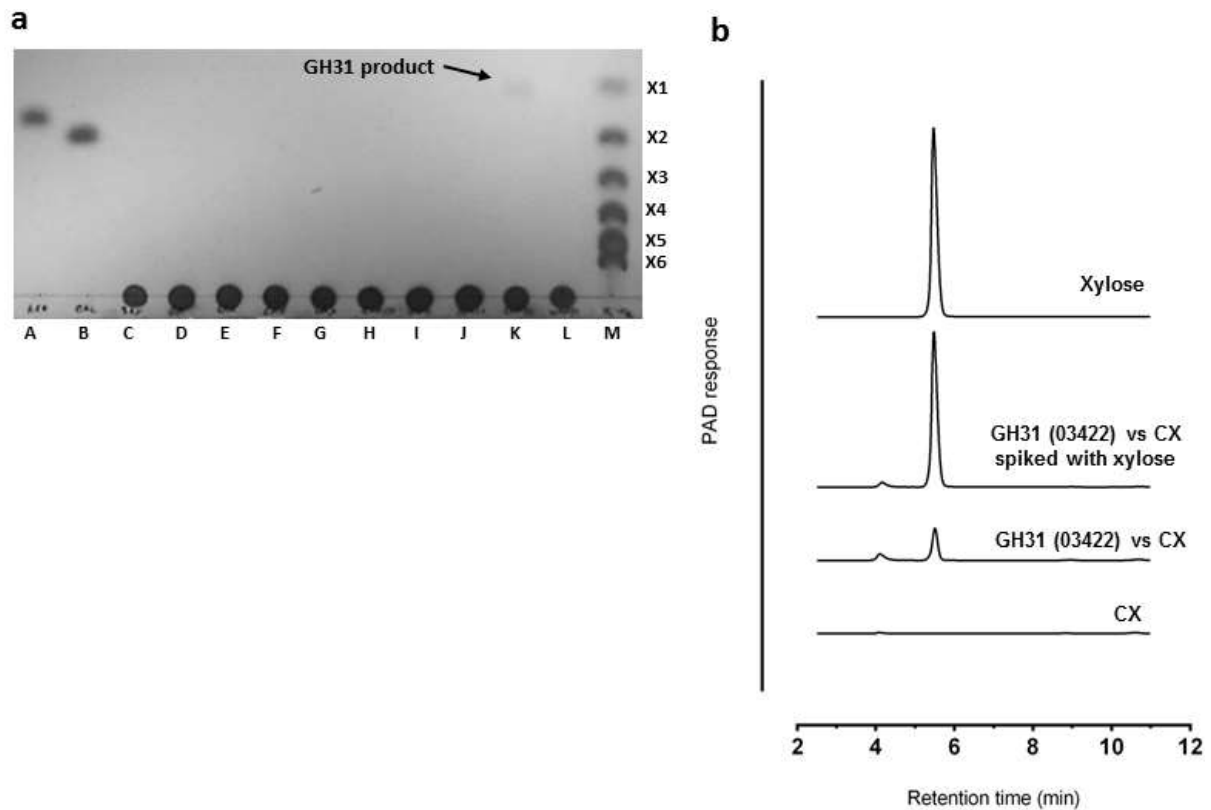 a
GH31 product
X1
X2
X3
X4
X5
X6
A B C D E F G H I J K L M
b
PAD response
Xylose
GH31 (03422) vs CX
spiked with xylose
GH31 (03422) vs CX
CX
2 4 6 8 10 12
Retention time (min)